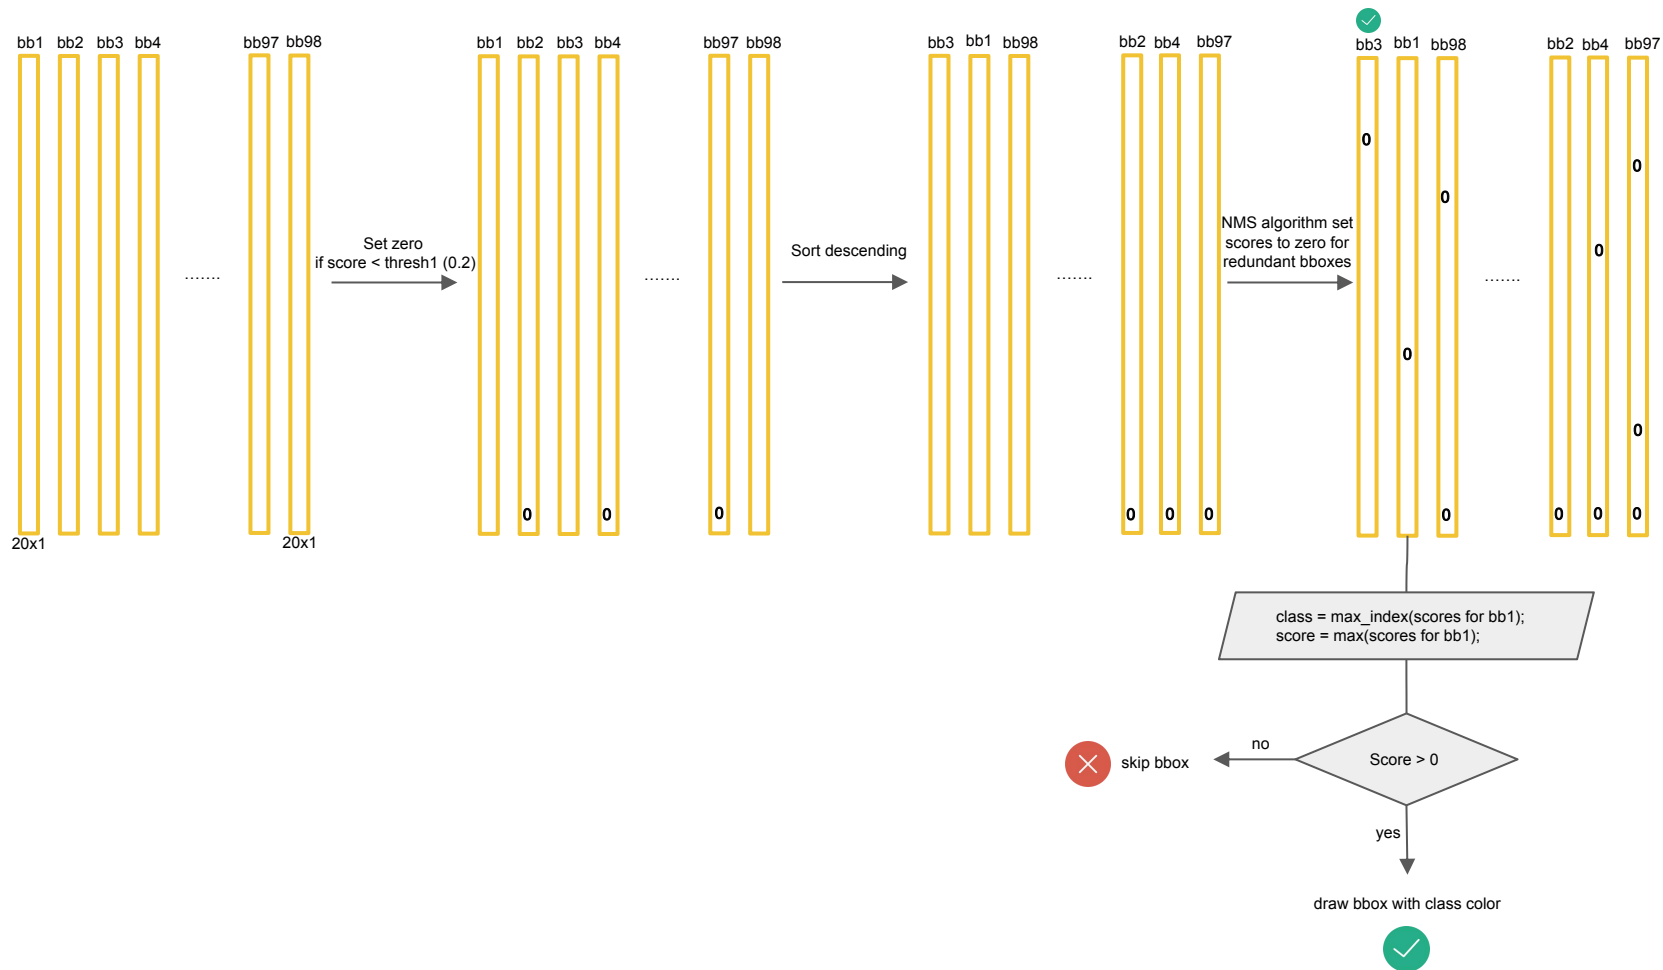 bb1 bb2 bb3 bb4 bb97 bb98
.......
20x1 20x1
Set zero
if score < thresh1 (0.2)
bb1 bb2 bb3 bb4 bb97 bb98
.......
0 0 0
Sort descending
bb3 bb1 bb98 bb2 bb4 bb97
.......
0 0 0
NMS algorithm set
scores to zero for
redundant bboxes
bb3 bb1 bb98 bb2 bb4 bb97
0
0
0
0
.......
0
0
0 0 0 0
class = max_index(scores for bb1);
score = max(scores for bb1);
Score > 0
no
skip bbox
yes
draw bbox with class color